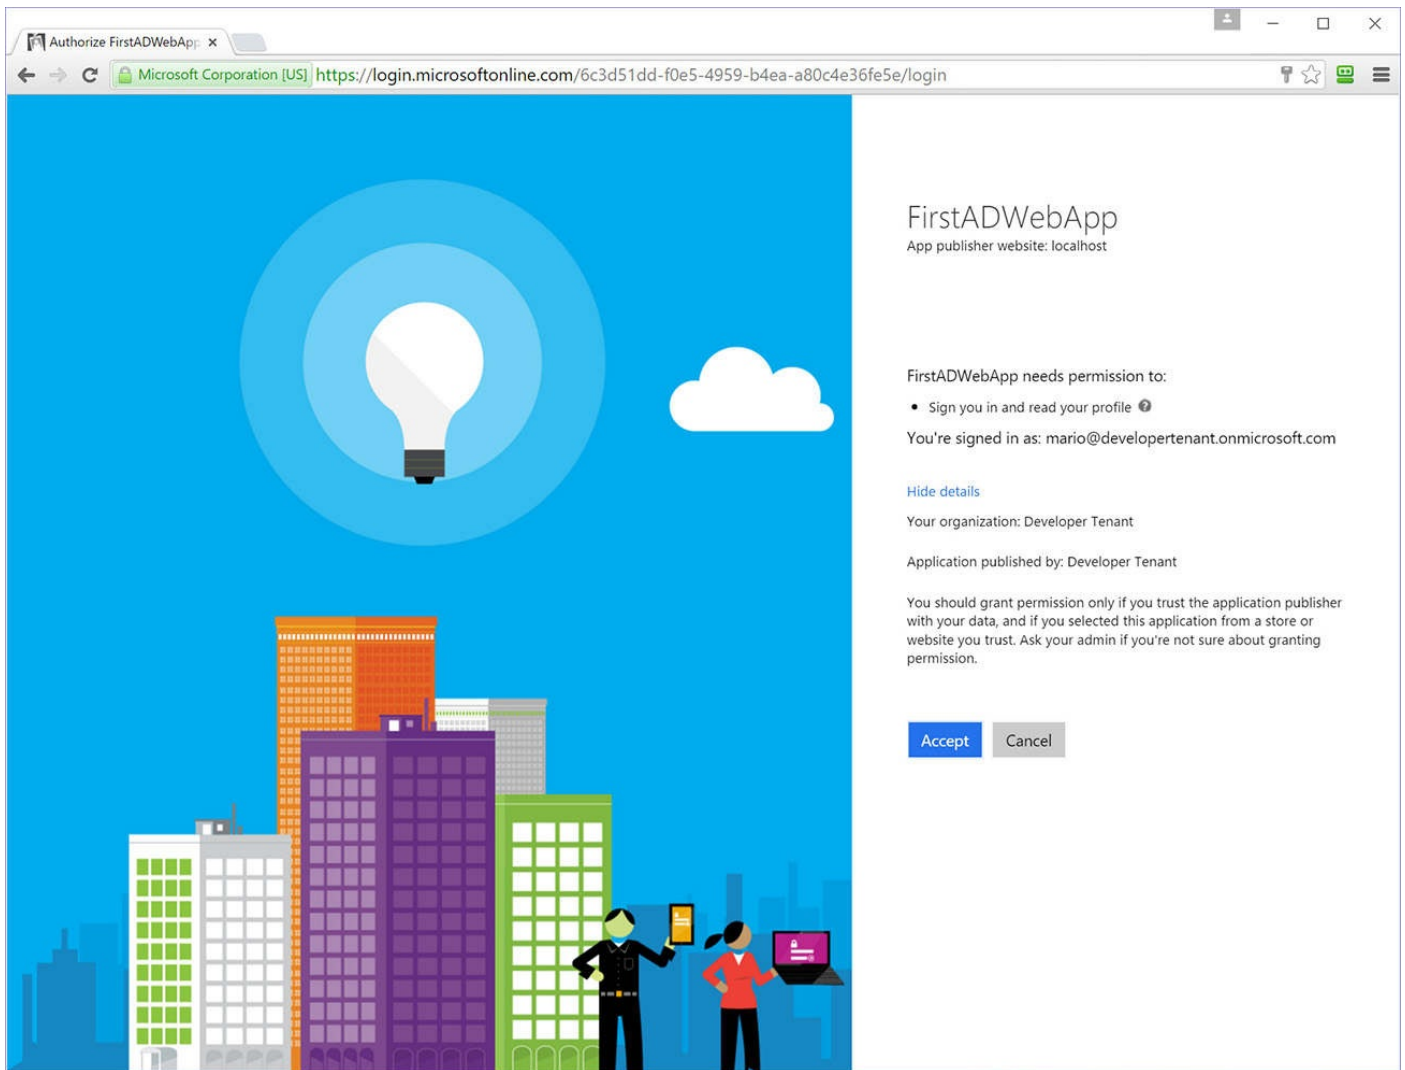 Authorize FirstADWebApp
Microsoft Corporation [US] https://login.microsoftonline.com/6c3d51dd-f0e5-4959-b4ea-a80c4e36fe5e/login
FirstADWebApp
App publisher website: localhost
FirstADWebApp needs permission to:
• Sign you in and read your profile ?
You're signed in as: mario@developertenant.onmicrosoft.com
Hide details
Your organization: Developer Tenant
Application published by: Developer Tenant
You should grant permission only if you trust the application publisher
with your data, and if you selected this application from a store or
website you trust. Ask your admin if you're not sure about granting
permission.
Accept Cancel